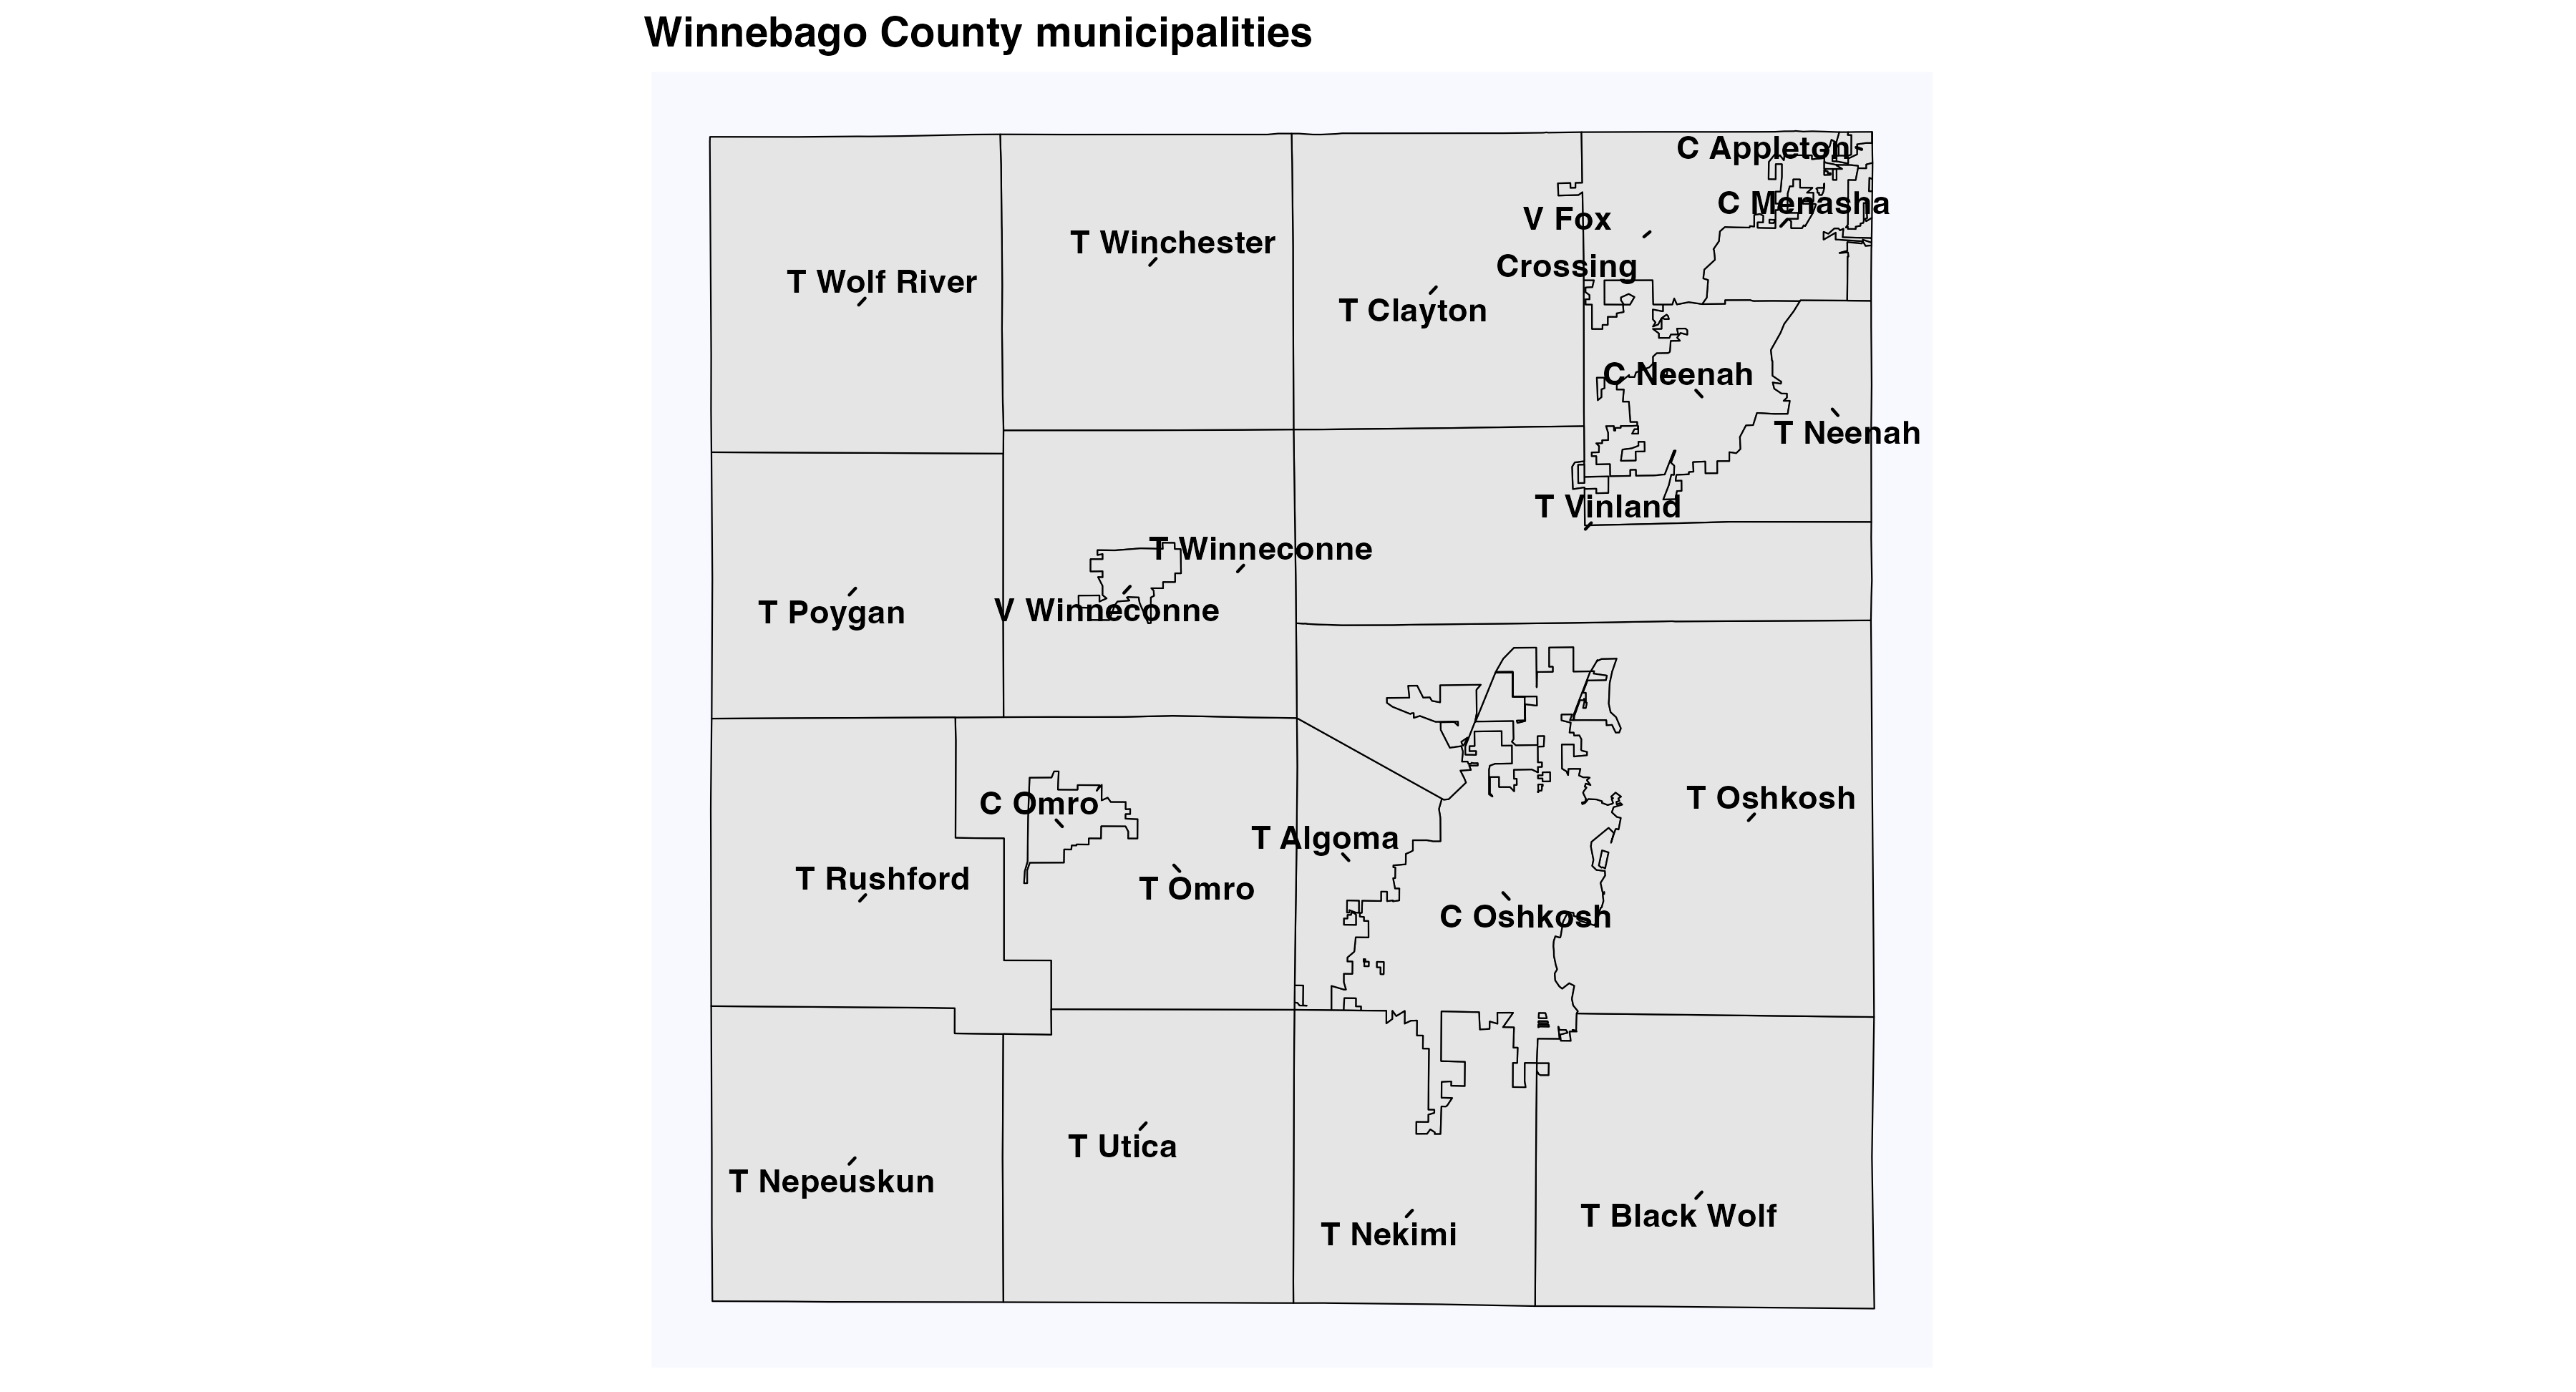 Winnebago County municipalities
C Appleton
C Menasha
V Fox
Crossing
T Winchester
T Wolf River
T Clayton
C Neenah
T Neenah
T Vinland
T Winneconne
V Winneconne
T Poygan
T Oshkosh
C Omro
T Algoma
T Rushford
T Omro
C Oshkosh
T Utica
T Nepeuskun
T Black Wolf
T Nekimi